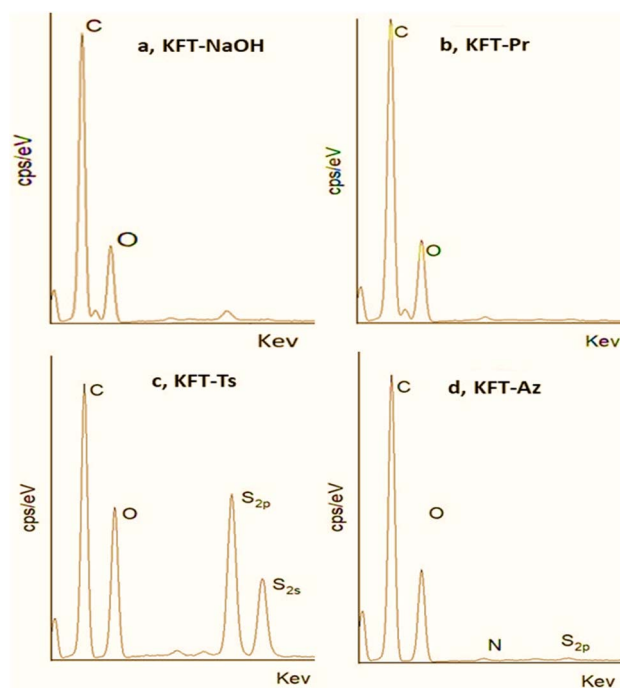 a, KFT-NaOH
C
O
cps/eV
Kev
b, KFT-Pr
C
O
cps/eV
Kev
c, KFT-Ts
C
O
S2p
S2s
cps/eV
Kev
d, KFT-Az
C
O
N
S2p
cps/eV
Kev